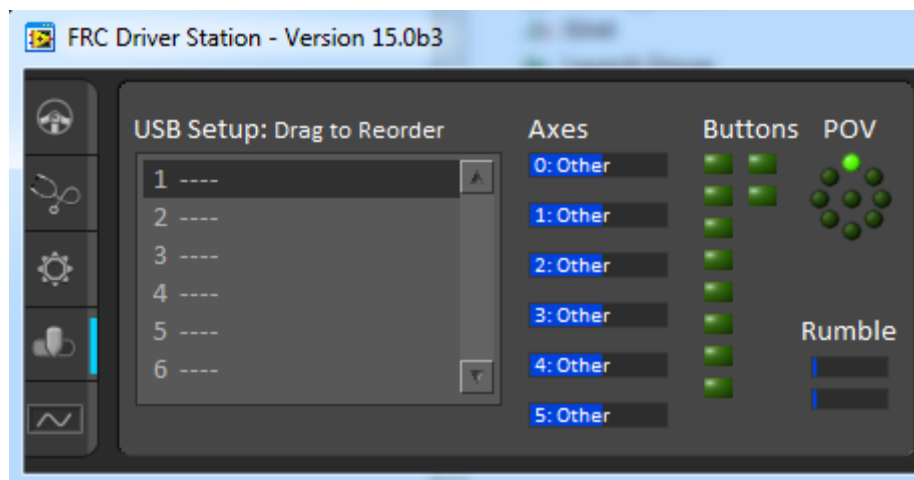 FRC Driver Station - Version 15.0b3
USB Setup: Drag to Reorder
Axes
Buttons
POV
1 ----
2 ----
3 ----
4 ----
5 ----
6 ----
0: Other
1: Other
2: Other
3: Other
4: Other
5: Other
Rumble